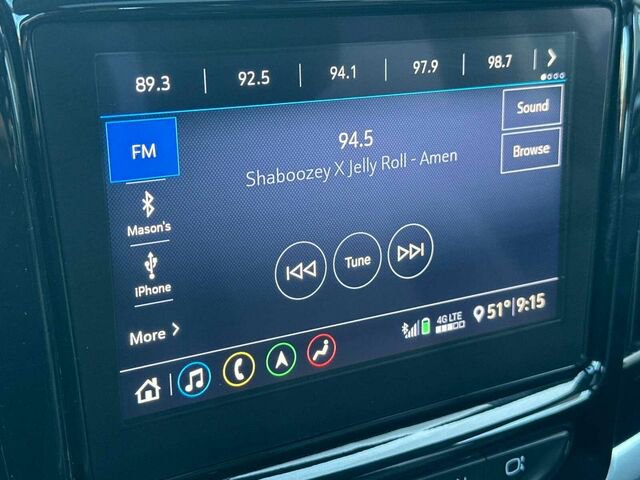 89.3 92.5 94.1 97.9 98.7
Sound
FM
94.5
Browse
Shaboozey X Jelly Roll - Amen
Mason's
Tune
iPhone
More
4G LTE
51° 9:15